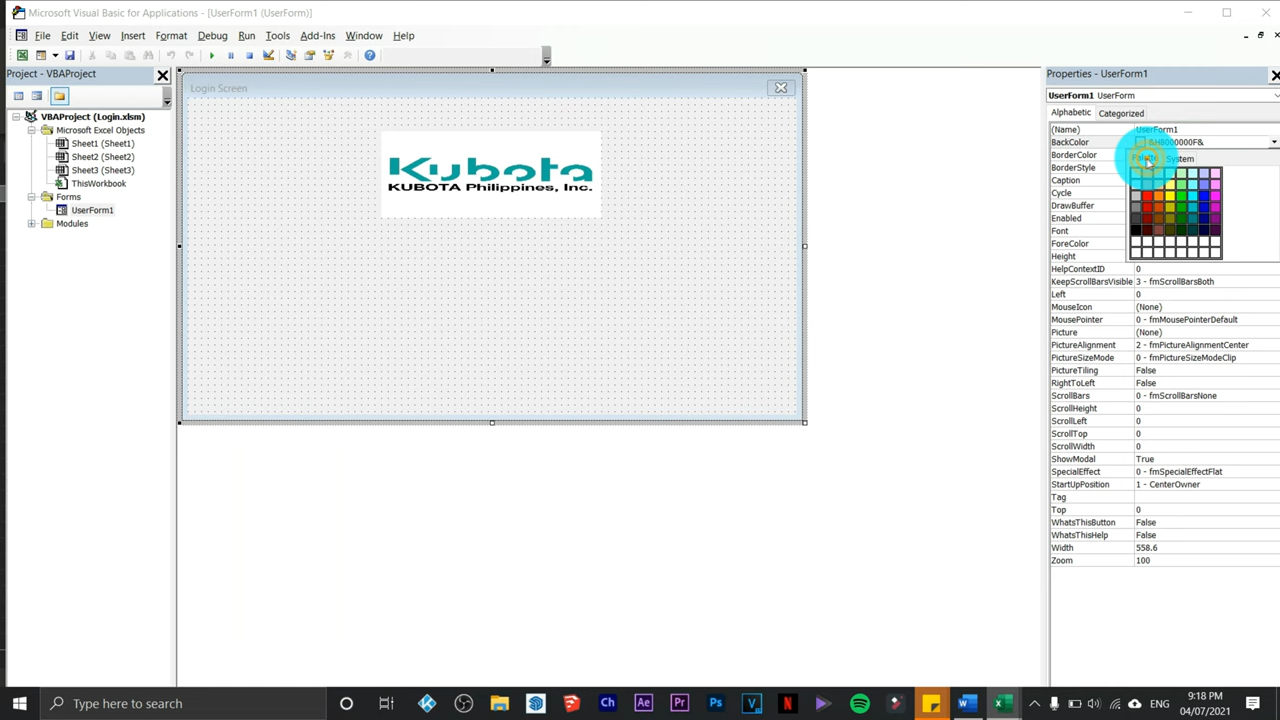 Microsoft Visual Basic for Applications - [UserForm1 (UserForm)]
File Edit View Insert Format Debug Run Tools Add-Ins Window Help
Project - VBAProject
VBAProject (Login.xlsm)
Microsoft Excel Objects
Sheet1 (Sheet1)
Sheet2 (Sheet2)
Sheet3 (Sheet3)
ThisWorkbook
Forms
UserForm1
Modules
Login Screen
Kubota
KUBOTA Philippines, Inc.
Properties - UserForm1
UserForm1 UserForm
Alphabetic Categorized
(Name) UserForm1
BackColor &H8000000F&
BorderColor
Palette System
BorderStyle
Caption
Cycle
DrawBuffer
Enabled
Font
ForeColor
Height
HelpContextID 0
KeepScrollBarsVisible 3 - fmScrollBarsBoth
Left 0
MouseIcon (None)
MousePointer 0 - fmMousePointerDefault
Picture (None)
PictureAlignment 2 - fmPictureAlignmentCenter
PictureSizeMode 0 - fmPictureSizeModeClip
PictureTiling False
RightToLeft False
ScrollBars 0 - fmScrollBarsNone
ScrollHeight 0
ScrollLeft 0
ScrollTop 0
ScrollWidth 0
ShowModal True
SpecialEffect 0 - fmSpecialEffectFlat
StartUpPosition 1 - CenterOwner
Tag
Top 0
WhatsThisButton False
WhatsThisHelp False
Width 558.6
Zoom 100
Type here to search
Ch Ae Pr Ps V N W X
ENG
9:18 PM
04/07/2021